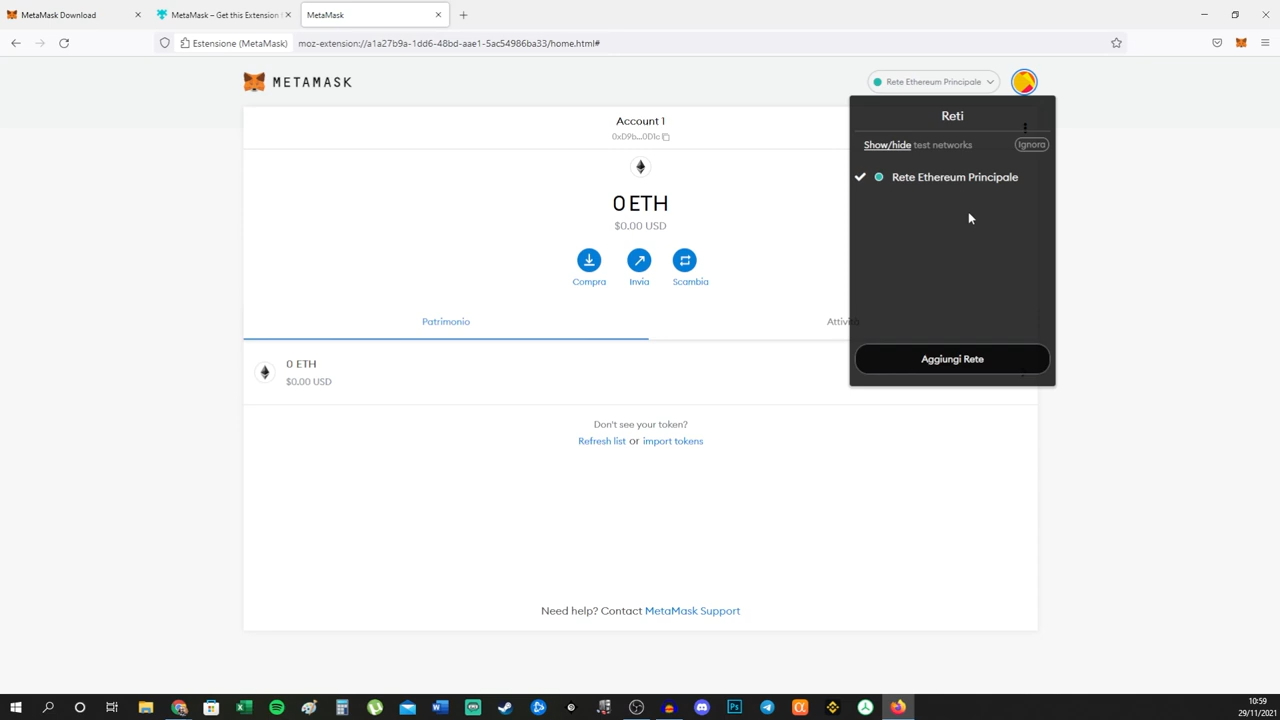 MetaMask Download
MetaMask – Get this Extension
MetaMask
Estensione (MetaMask)
moz-extension://a1a27b9a-1dd6-48bd-aae1-5ac54986ba33/home.html#
METAMASK
Rete Ethereum Principale
Reti
Show/hide test networks
Ignora
Rete Ethereum Principale
Aggiungi Rete
Account 1
0xD9b...0D1c
0 ETH
$0.00 USD
Compra
Invia
Scambia
Patrimonio
Attività
0 ETH
$0.00 USD
Don't see your token?
Refresh list or import tokens
Need help? Contact MetaMask Support
10:59
29/11/2021